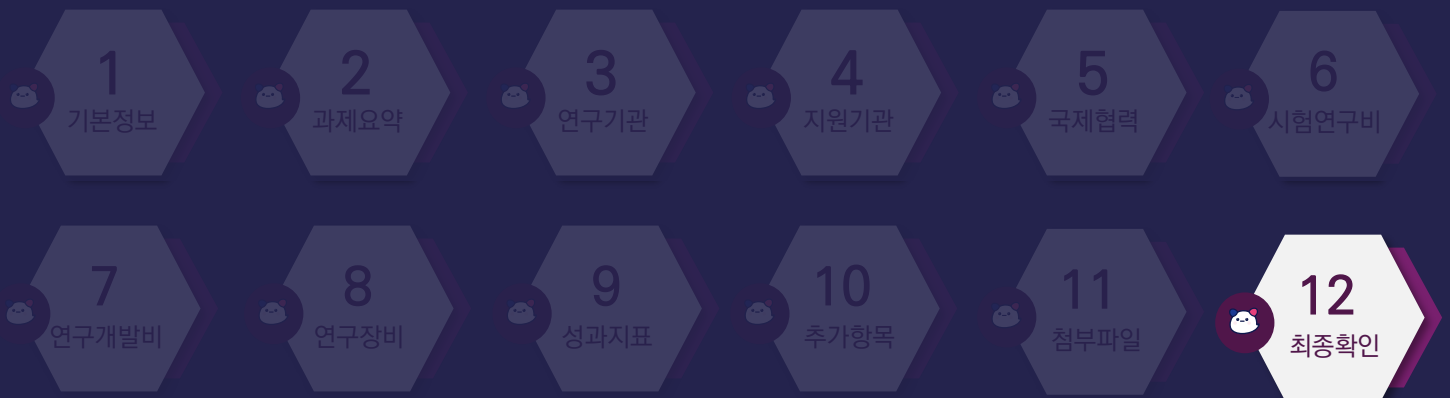 1
기본정보
2
과제요약
3
연구기관
4
지원기관
5
국제협력
6
시험연구비
7
연구개발비
8
연구장비
9
성과지표
10
추가항목
11
첨부파일
12
최종확인